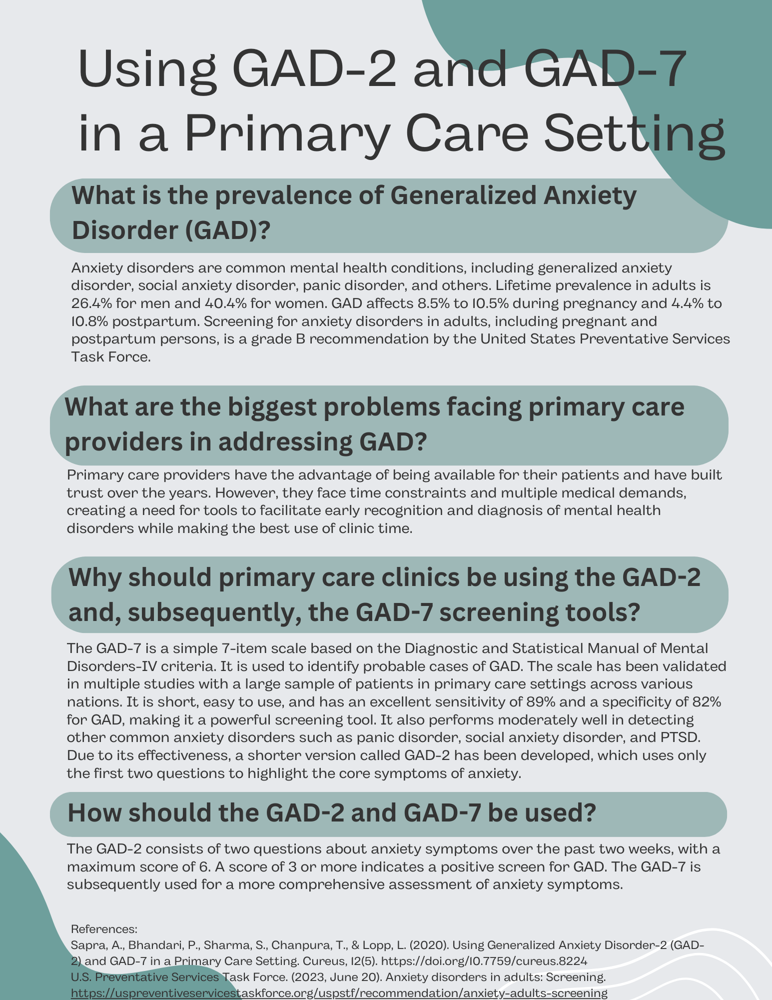 Using GAD-2 and GAD-7
in a Primary Care Setting
What is the prevalence of Generalized Anxiety
Disorder (GAD)?
Anxiety disorders are common mental health conditions, including generalized anxiety
disorder, social anxiety disorder, panic disorder, and others. Lifetime prevalence in adults is
26.4% for men and 40.4% for women. GAD affects 8.5% to 10.5% during pregnancy and 4.4% to
10.8% postpartum. Screening for anxiety disorders in adults, including pregnant and
postpartum persons, is a grade B recommendation by the United States Preventative Services
Task Force.
What are the biggest problems facing primary care
providers in addressing GAD?
Primary care providers have the advantage of being available for their patients and have built
trust over the years. However, they face time constraints and multiple medical demands,
creating a need for tools to facilitate early recognition and diagnosis of mental health
disorders while making the best use of clinic time.
Why should primary care clinics be using the GAD-2
and, subsequently, the GAD-7 screening tools?
The GAD-7 is a simple 7-item scale based on the Diagnostic and Statistical Manual of Mental
Disorders-IV criteria. It is used to identify probable cases of GAD. The scale has been validated
in multiple studies with a large sample of patients in primary care settings across various
nations. It is short, easy to use, and has an excellent sensitivity of 89% and a specificity of 82%
for GAD, making it a powerful screening tool. It also performs moderately well in detecting
other common anxiety disorders such as panic disorder, social anxiety disorder, and PTSD.
Due to its effectiveness, a shorter version called GAD-2 has been developed, which uses only
the first two questions to highlight the core symptoms of anxiety.
How should the GAD-2 and GAD-7 be used?
The GAD-2 consists of two questions about anxiety symptoms over the past two weeks, with a
maximum score of 6. A score of 3 or more indicates a positive screen for GAD. The GAD-7 is
subsequently used for a more comprehensive assessment of anxiety symptoms.
References:
Sapra, A., Bhandari, P., Sharma, S., Chanpura, T., & Lopp, L. (2020). Using Generalized Anxiety Disorder-2 (GAD-
2) and GAD-7 in a Primary Care Setting. Cureus, 12(5). https://doi.org/10.7759/cureus.8224
U.S. Preventative Services Task Force. (2023, June 20). Anxiety disorders in adults: Screening.
https://uspreventiveservicestaskforce.org/uspstf/recommendation/anxiety-adults-screening